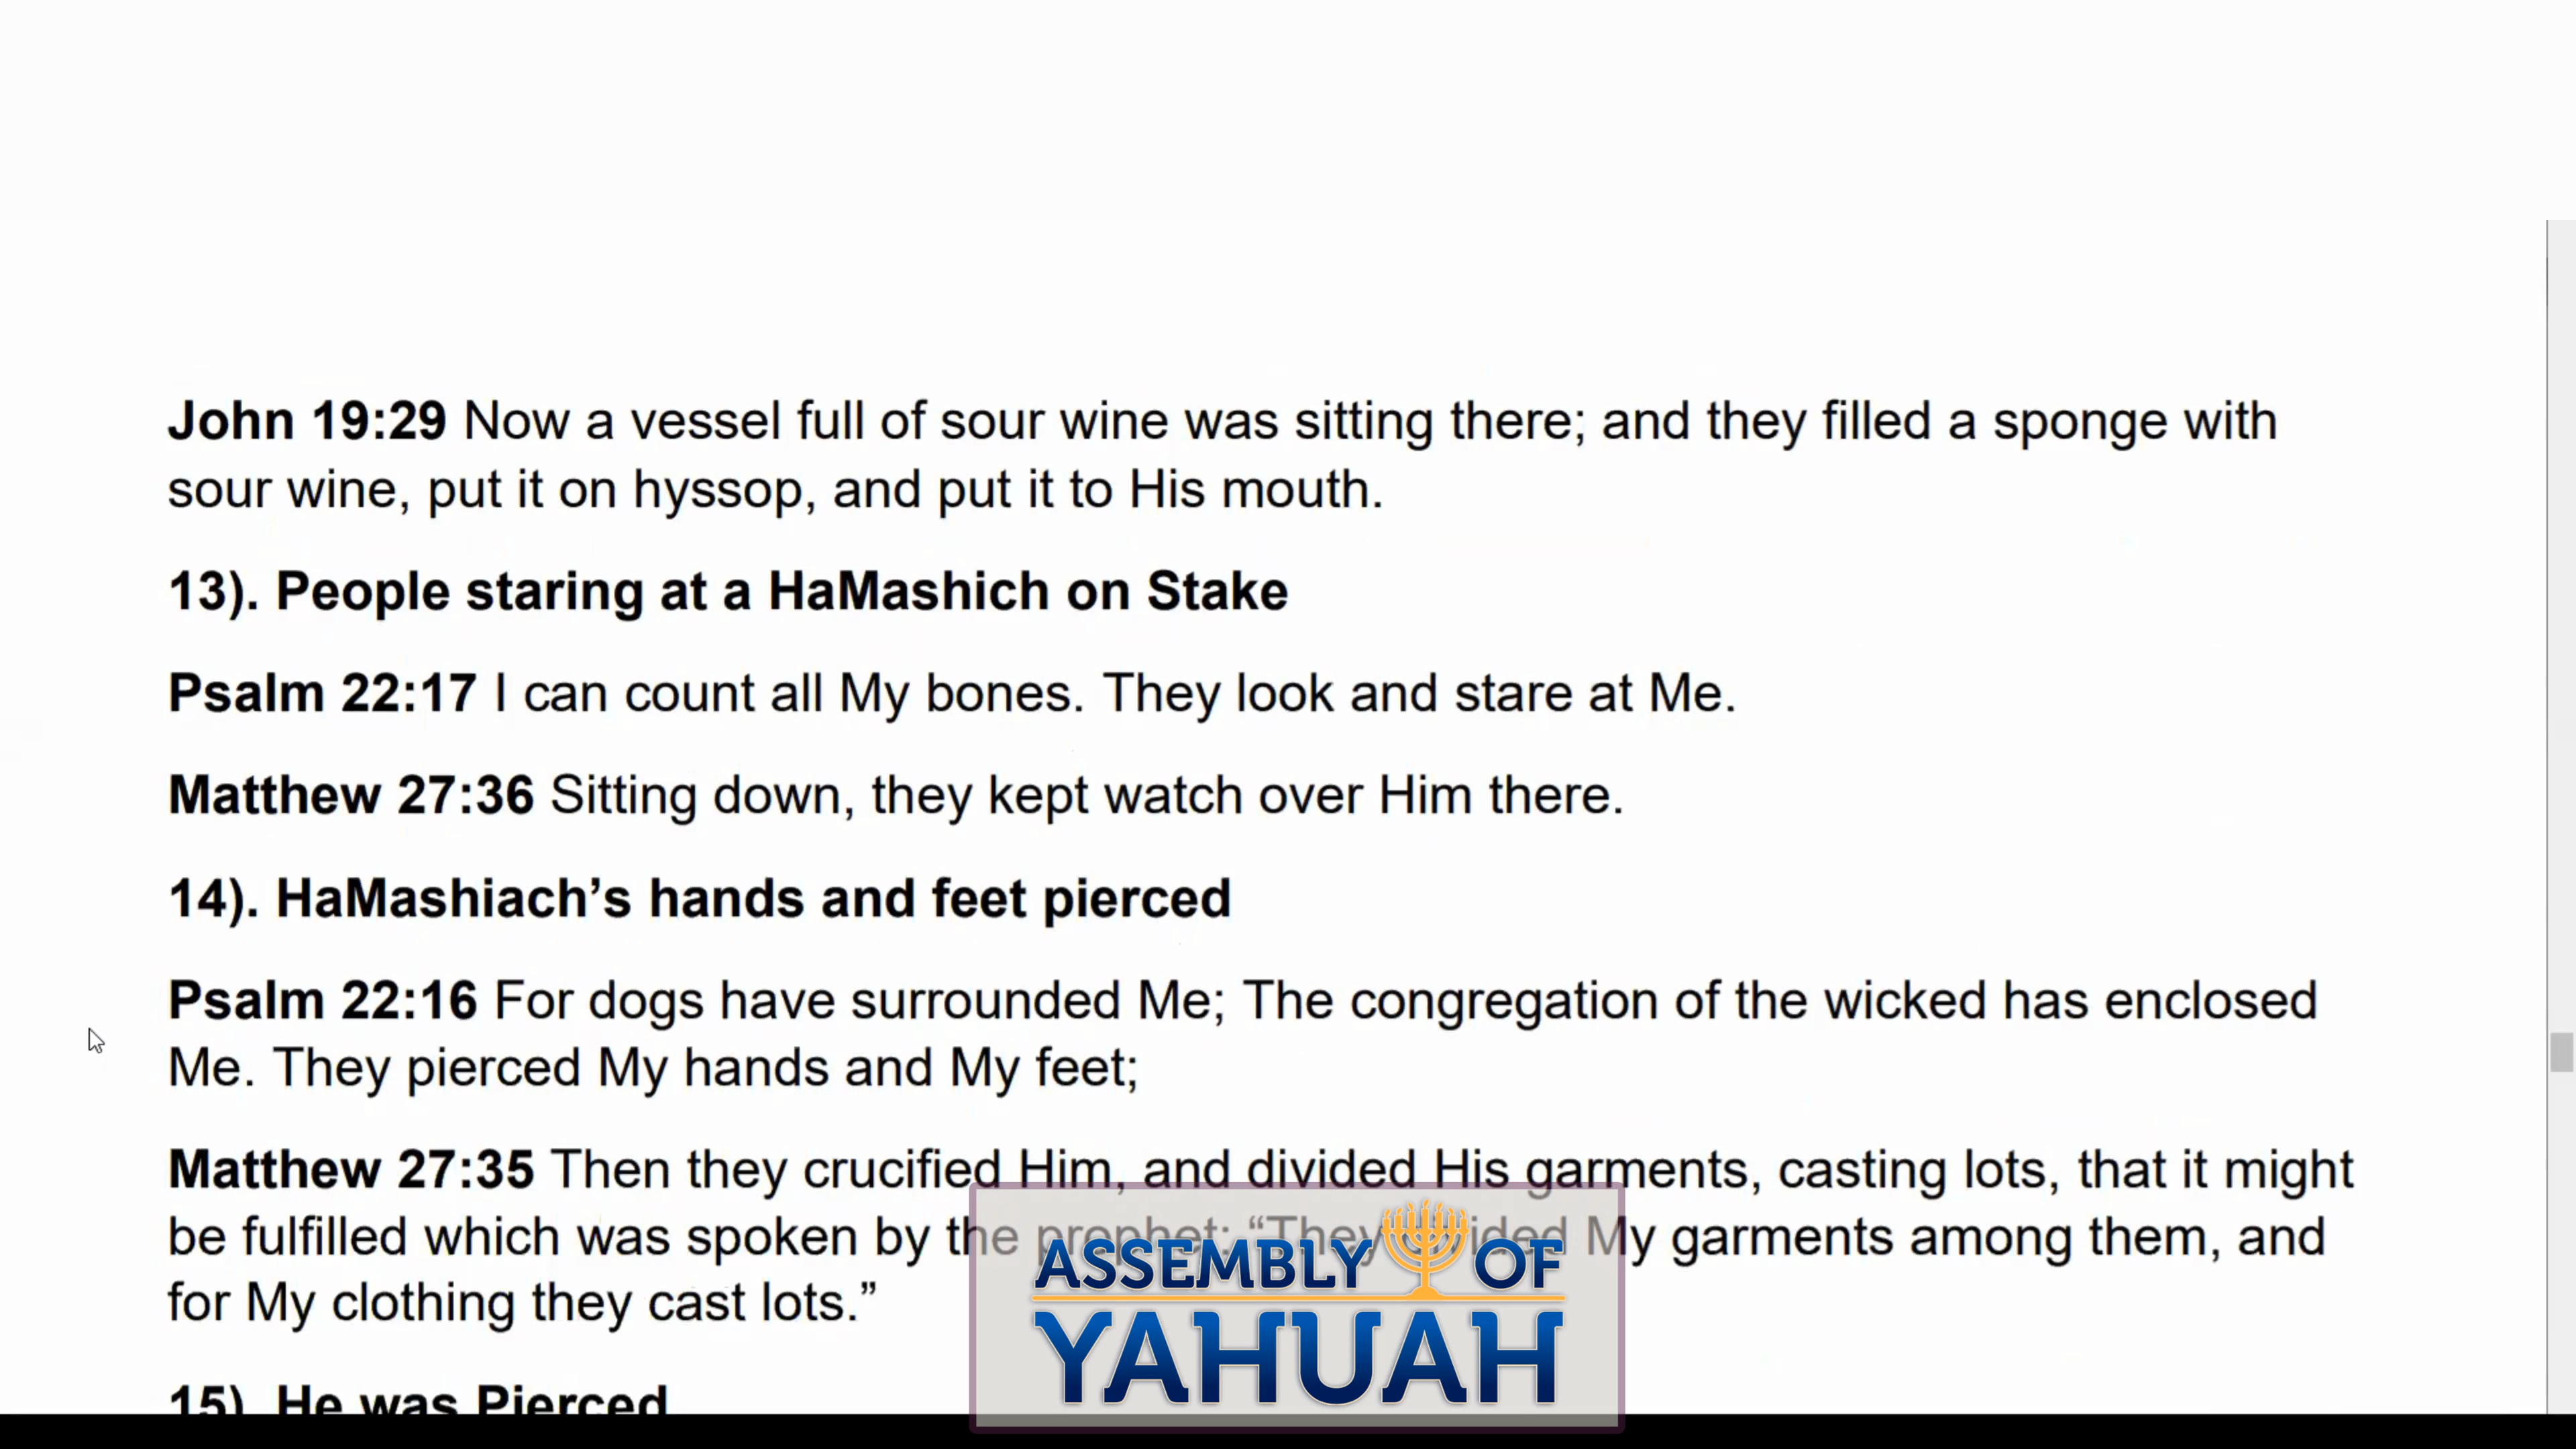 John 19:29 Now a vessel full of sour wine was sitting there; and they filled a sponge with
sour wine, put it on hyssop, and put it to His mouth.
13). People staring at a HaMashich on Stake
Psalm 22:17 I can count all My bones. They look and stare at Me.
Matthew 27:36 Sitting down, they kept watch over Him there.
14). HaMashiach’s hands and feet pierced
Psalm 22:16 For dogs have surrounded Me; The congregation of the wicked has enclosed
Me. They pierced My hands and My feet;
Matthew 27:35 Then they crucified Him, and divided His garments, casting lots, that it might
be fulfilled which was spoken by the prophet: “They divided My garments among them, and
for My clothing they cast lots.”
15). He was Pierced
ASSEMBLY OF
YAHUAH